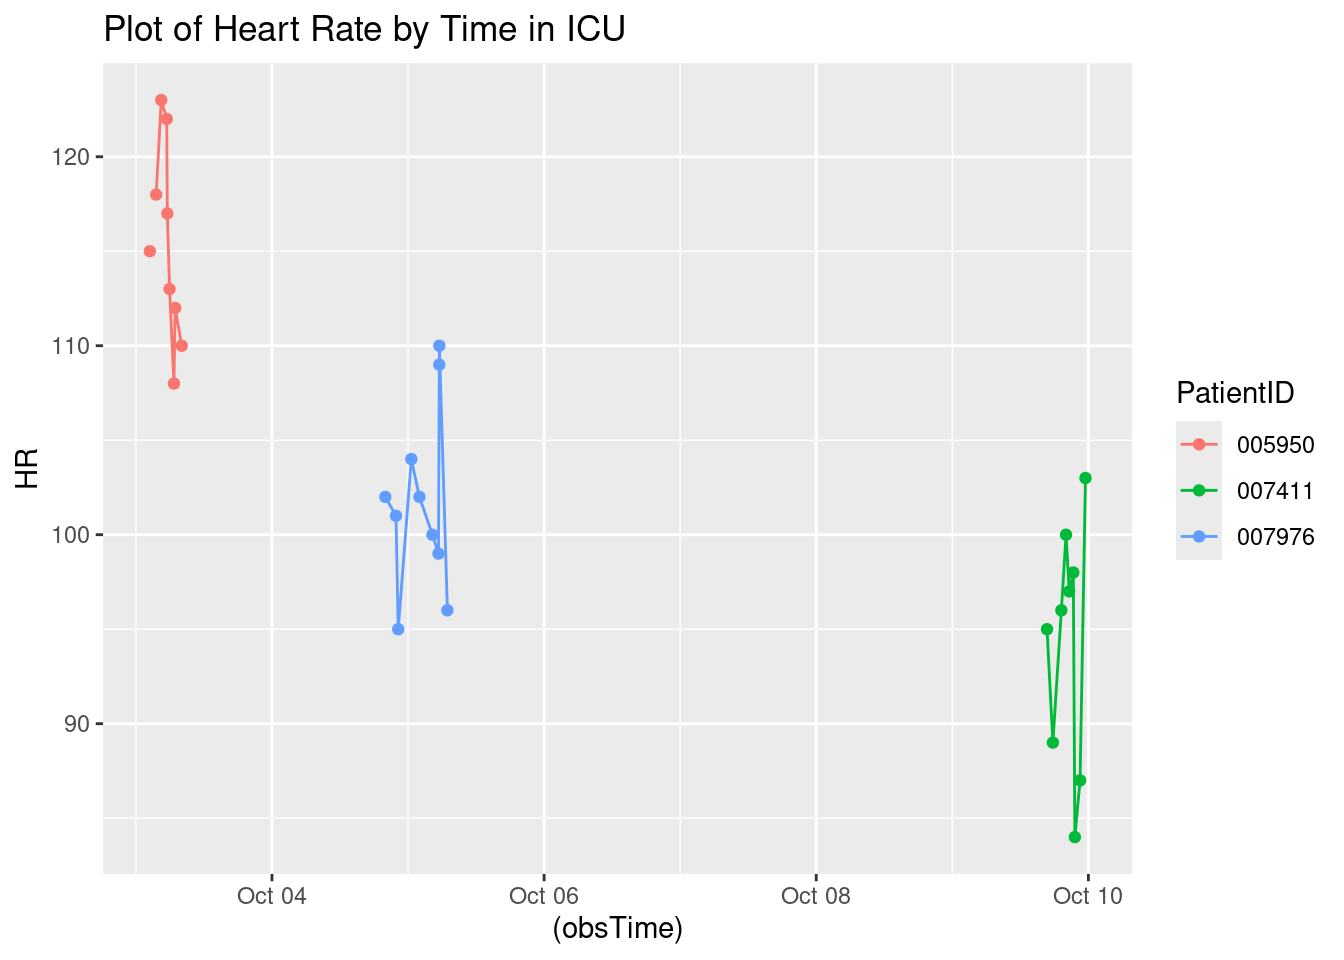 Plot of Heart Rate by Time in ICU
120
110
100
90
HR
Oct 04
Oct 06
Oct 08
Oct 10
(obsTime)
PatientID
005950
007411
007976